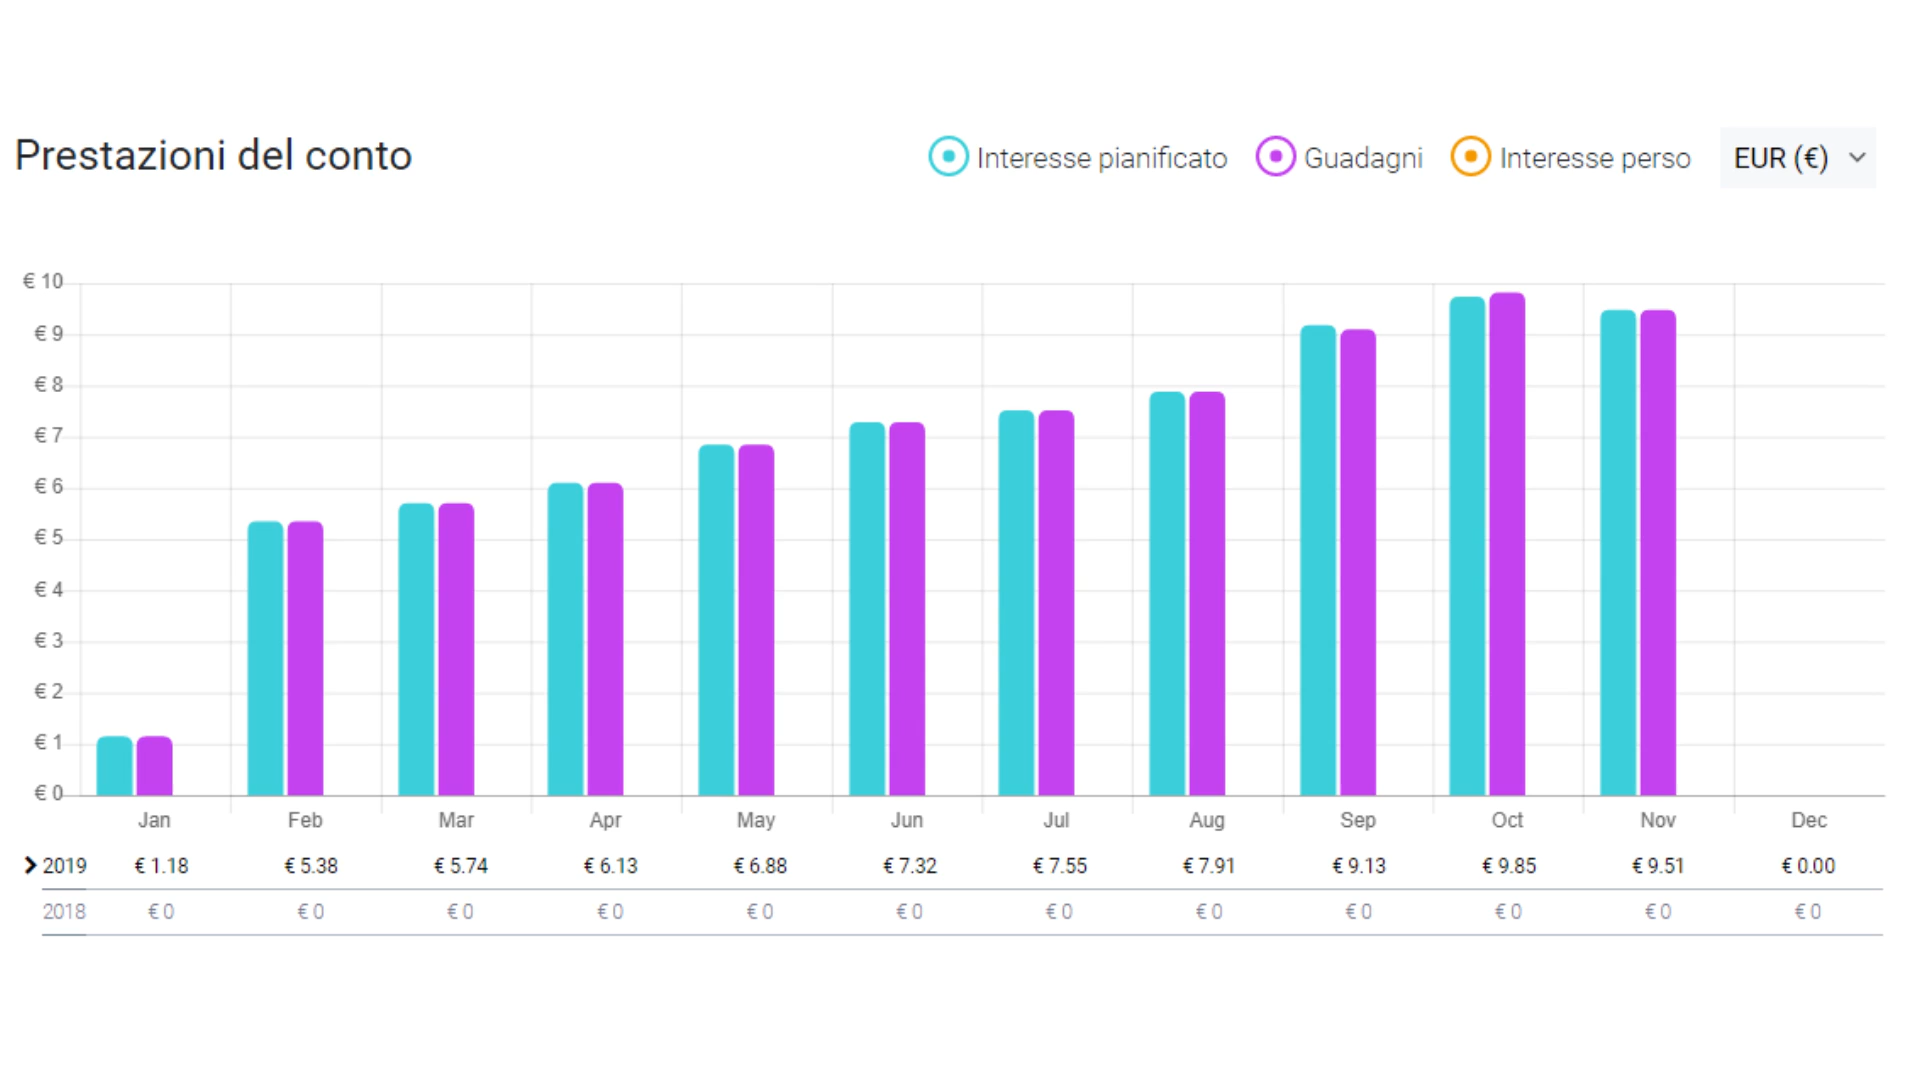 Prestazioni del conto
Interesse pianificato Guadagni Interesse perso EUR (€)
€ 10
€ 9
€ 8
€ 7
€ 6
€ 5
€ 4
€ 3
€ 2
€ 1
€ 0
Jan Feb Mar Apr May Jun Jul Aug Sep Oct Nov Dec
2019 € 1.18 € 5.38 € 5.74 € 6.13 € 6.88 € 7.32 € 7.55 € 7.91 € 9.13 € 9.85 € 9.51 € 0.00
2018 € 0 € 0 € 0 € 0 € 0 € 0 € 0 € 0 € 0 € 0 € 0 € 0